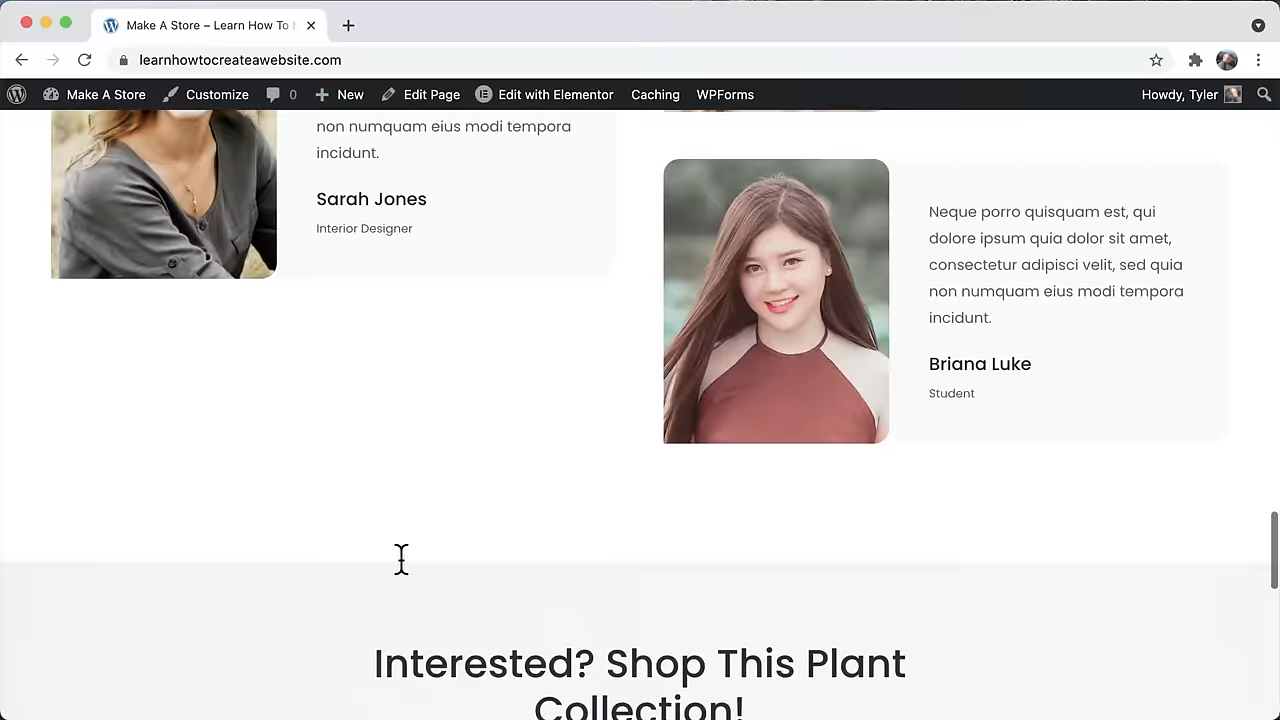 Make A Store – Learn How To
learnhowtocreateawebsite.com
Make A Store Customize 0 New Edit Page Edit with Elementor Caching WPForms Howdy, Tyler
non numquam eius modi tempora
incidunt.
Sarah Jones
Interior Designer
Neque porro quisquam est, qui
dolore ipsum quia dolor sit amet,
consectetur adipisci velit, sed quia
non numquam eius modi tempora
incidunt.
Briana Luke
Student
Interested? Shop This Plant
Collection!